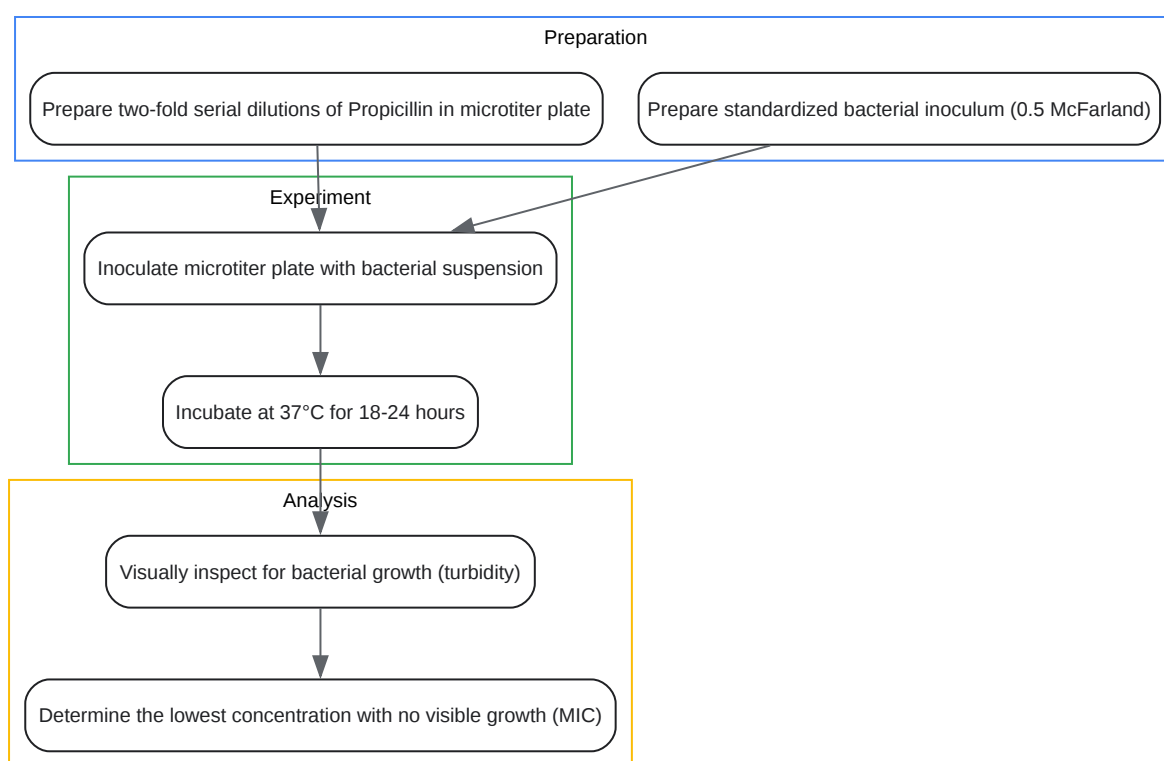 Preparation
Prepare two-fold serial dilutions of Propicillin in microtiter plate
Prepare standardized bacterial inoculum (0.5 McFarland)
Experiment
Inoculate microtiter plate with bacterial suspension
Incubate at 37°C for 18-24 hours
Analysis
Visually inspect for bacterial growth (turbidity)
Determine the lowest concentration with no visible growth (MIC)